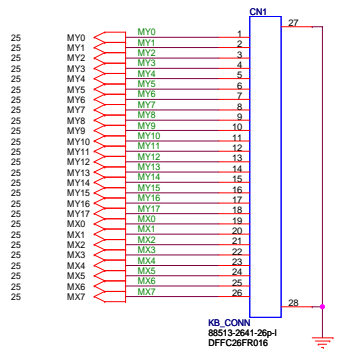 CN1
27
25 MY0 MY0 1
25 MY1 MY1 2
25 MY2 MY2 3
25 MY3 MY3 4
25 MY4 MY4 5
25 MY5 MY5 6
25 MY6 MY6 7
25 MY7 MY7 8
25 MY8 MY8 9
25 MY9 MY9 10
25 MY10 MY10 11
25 MY11 MY11 12
25 MY12 MY12 13
25 MY13 MY13 14
25 MY14 MY14 15
25 MY15 MY15 16
25 MY16 MY16 17
25 MY17 MY17 18
25 MX0 MX0 19
25 MX1 MX1 20
25 MX2 MX2 21
25 MX3 MX3 22
25 MX4 MX4 23
25 MX5 MX5 24
25 MX6 MX6 25
25 MX7 MX7 26
28
KB_CONN
88513-2641-26p-l
DFFC26FR016